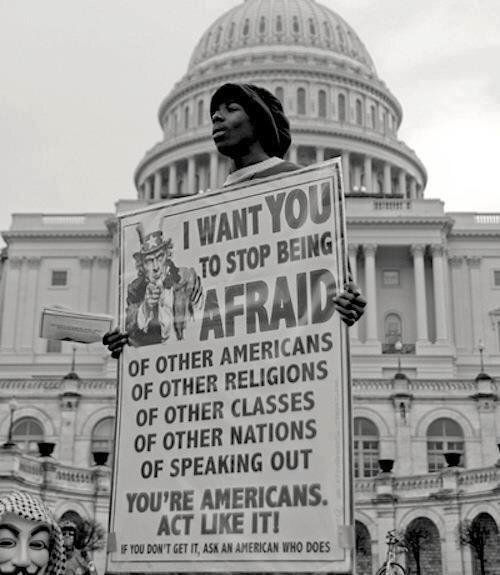 I WANT YOU
TO STOP BEING
AFRAID
OF OTHER AMERICANS
OF OTHER RELIGIONS
OF OTHER CLASSES
OF OTHER NATIONS
OF SPEAKING OUT
YOU'RE AMERICANS.
ACT LIKE IT!
IF YOU DON'T GET IT, ASK AN AMERICAN WHO DOES